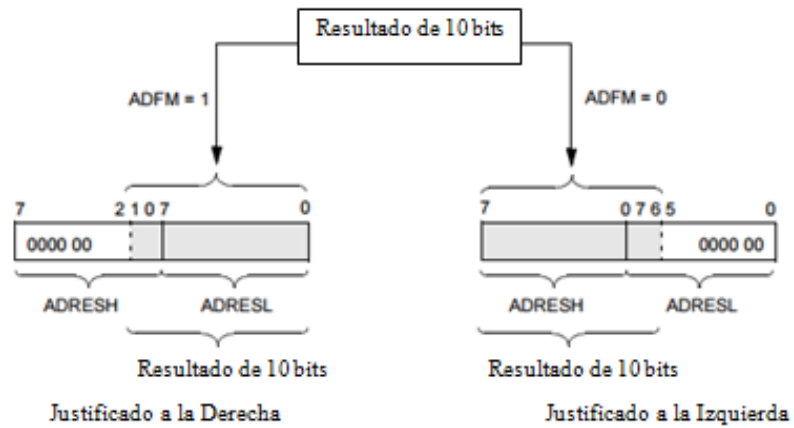 Resultado de 10 bits
ADFM = 1
ADFM = 0
7 2 1 0 7 0
7 0 7 6 5 0
0000 00
0000 00
ADRESH ADRESL
ADRESH ADRESL
Resultado de 10 bits
Resultado de 10 bits
Justificado a la Derecha
Justificado a la Izquierda